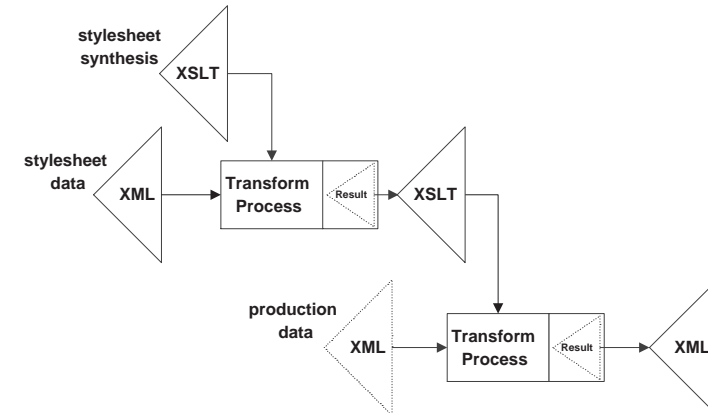 stylesheet
synthesis
XSLT
stylesheet
data
XML
Transform
Process
Result
XSLT
production
data
XML
Transform
Process
Result
XML